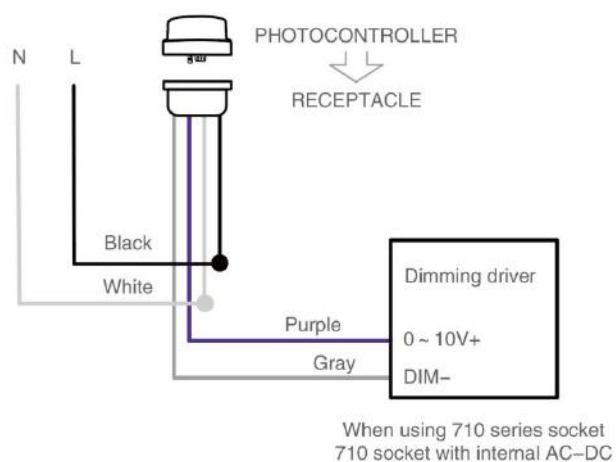 PHOTOCONTROLLER
N L
RECEPTACLE
Black
White
Dimming driver
Purple
0 ~ 10V+
Gray
DIM-
When using 710 series socket
710 socket with internal AC-DC